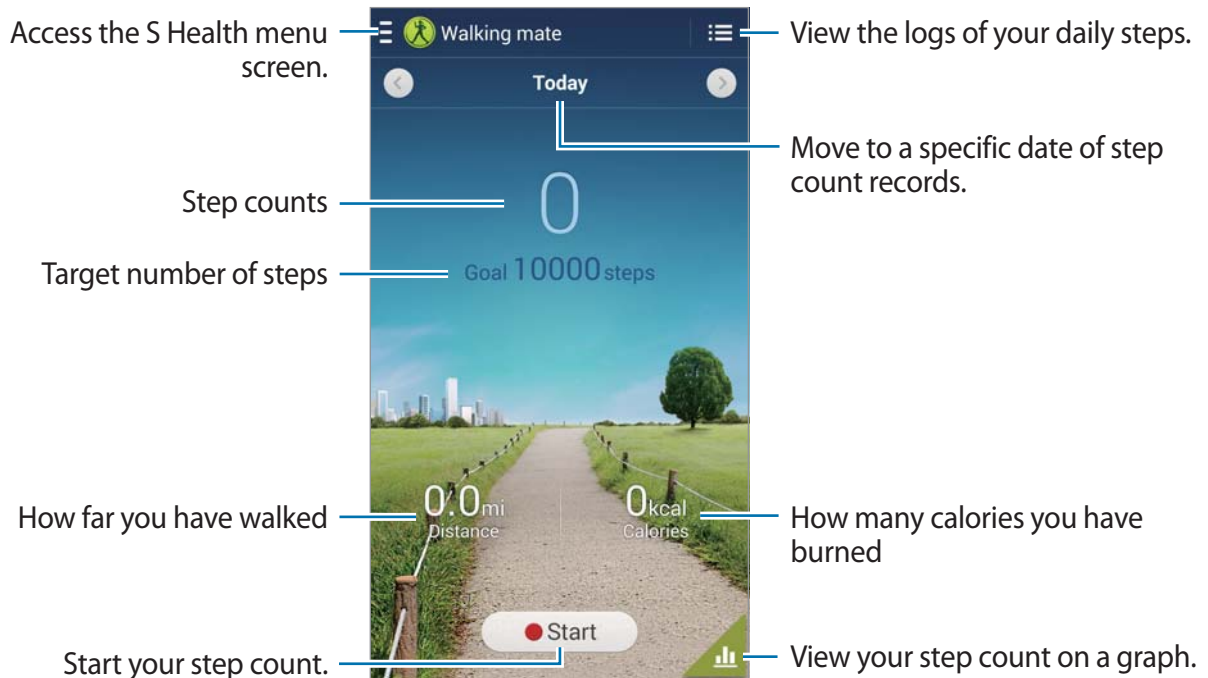 Access the S Health menu
screen.
Walking mate
View the logs of your daily steps.
Today
Move to a specific date of step
count records.
Step counts
0
Target number of steps
Goal 10000 steps
How far you have walked
0.0mi
Distance
0kcal
Calories
How many calories you have
burned
Start your step count.
Start
View your step count on a graph.